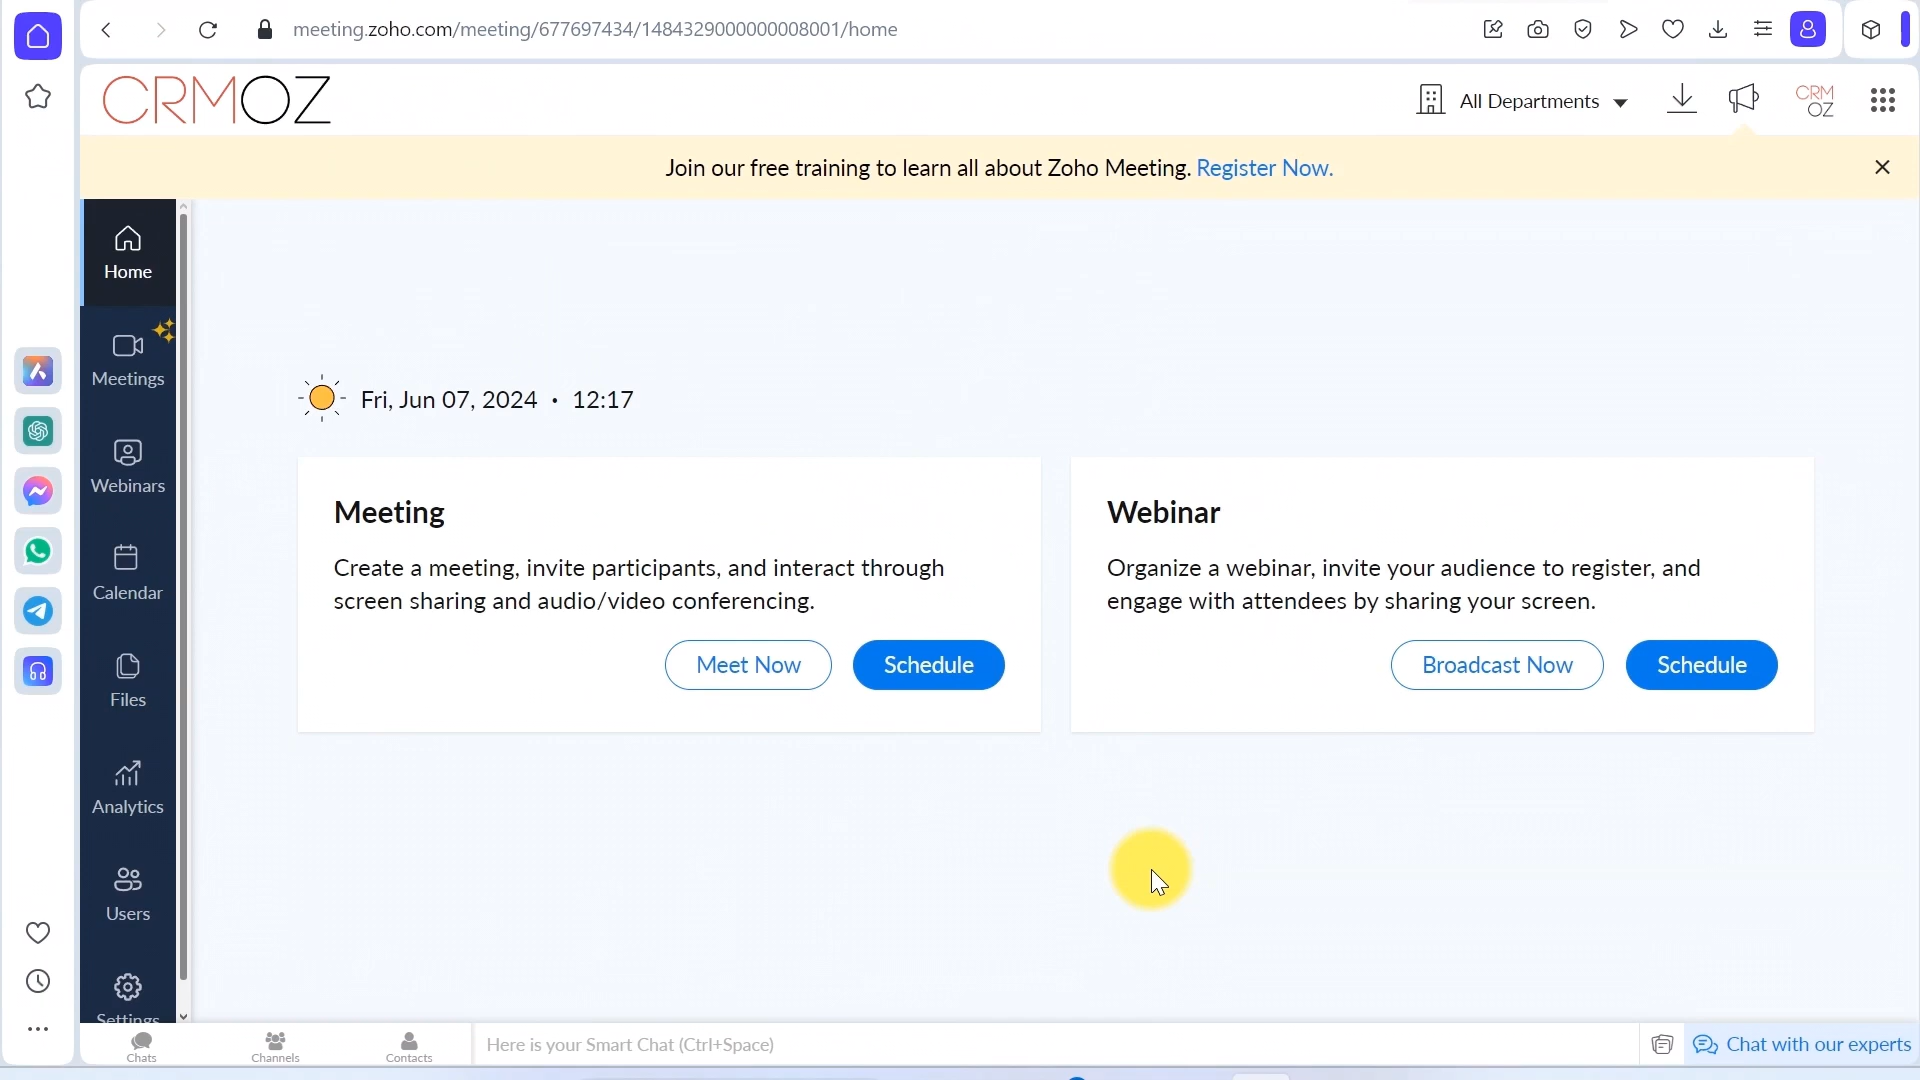 meeting.zoho.com/meeting/677697434/1484329000000008001/home
CRMOZ
All Departments
CRM
OZ
Join our free training to learn all about Zoho Meeting. Register Now.
Home
Meetings
Webinars
Calendar
Files
Analytics
Users
Settings
Fri, Jun 07, 2024 • 12:17
Meeting
Create a meeting, invite participants, and interact through
screen sharing and audio/video conferencing.
Meet Now
Schedule
Webinar
Organize a webinar, invite your audience to register, and
engage with attendees by sharing your screen.
Broadcast Now
Schedule
Chats
Channels
Contacts
Here is your Smart Chat (Ctrl+Space)
Chat with our experts